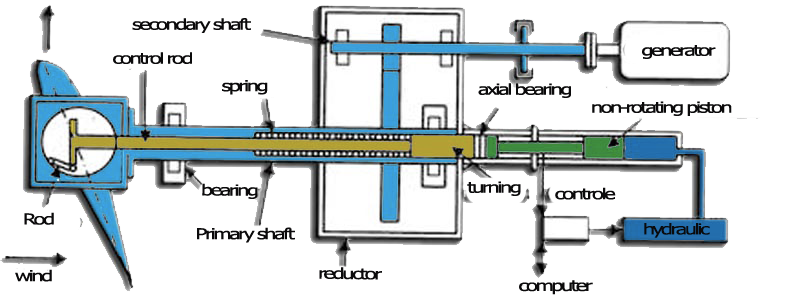 secondary shaft
control rod
generator
spring
axial bearing
non-rotating piston
bearing
turning
controle
Rod
Primary shaft
hydraulic
wind
reductor
computer